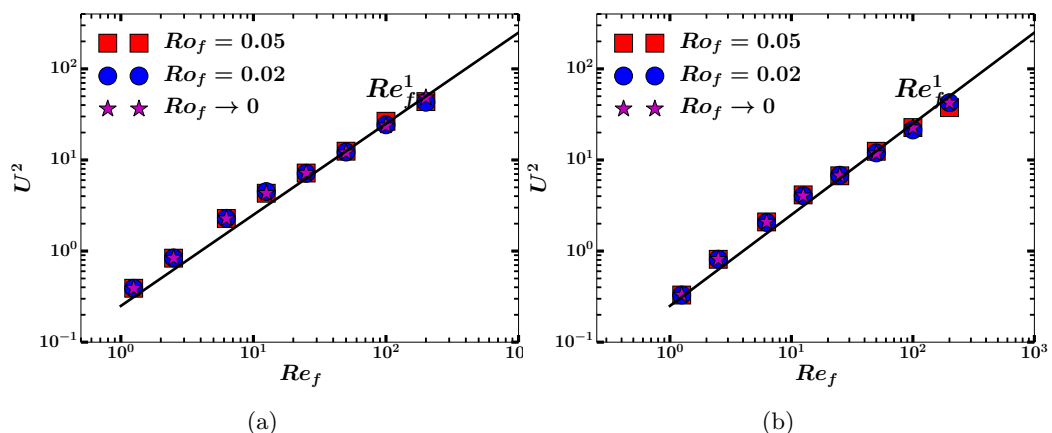 Ro_f = 0.05
Ro_f = 0.02
Ro_f → 0
Re_f^1
U^2
10^2
10^1
10^0
10^{-1}
10^0 10^1 10^2 10
Re_f
(a)
Ro_f = 0.05
Ro_f = 0.02
Ro_f → 0
Re_f^1
U^2
10^2
10^1
10^0
10^{-1}
10^0 10^1 10^2 10^3
Re_f
(b)